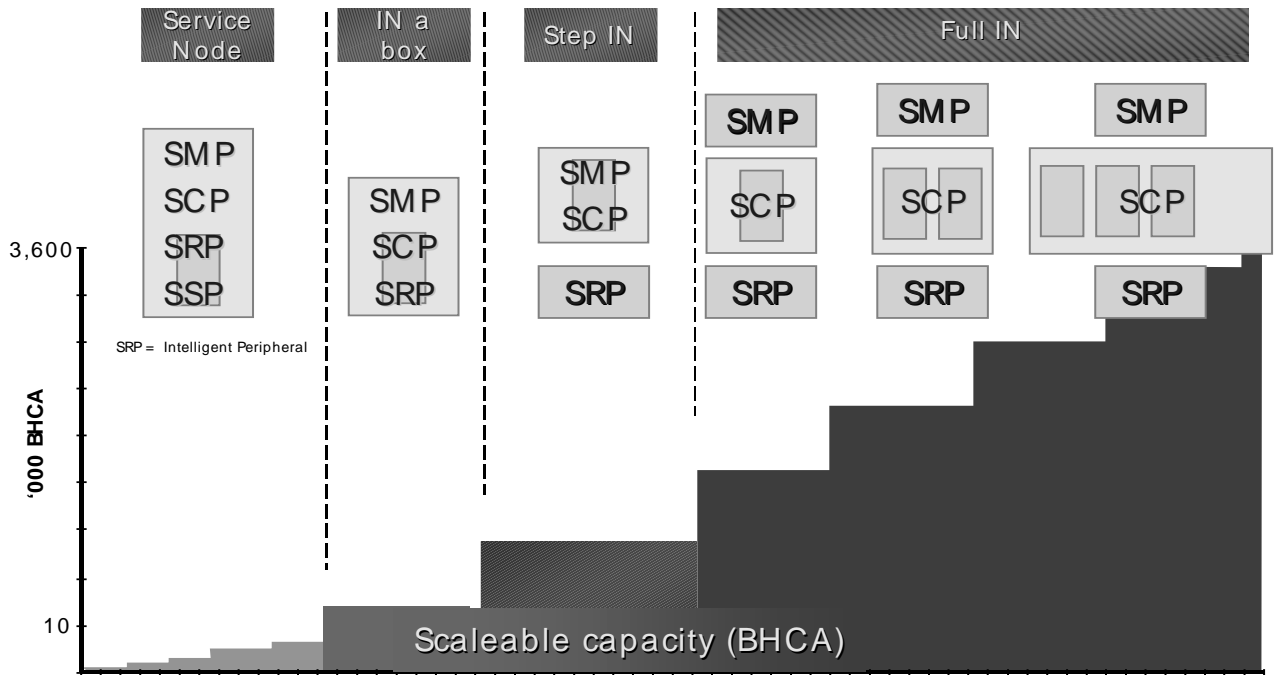 Service
Node
IN a
box
Step IN
Full IN
SMP
SCP
SRP
SSP
SMP
SCP
SRP
SMP
SCP
SRP
SMP
SCP
SRP
SMP
SCP
SRP
SMP
SCP
SRP
3,600
SRP = Intelligent Peripheral
‘000 BHCA
10
Scaleable capacity (BHCA)